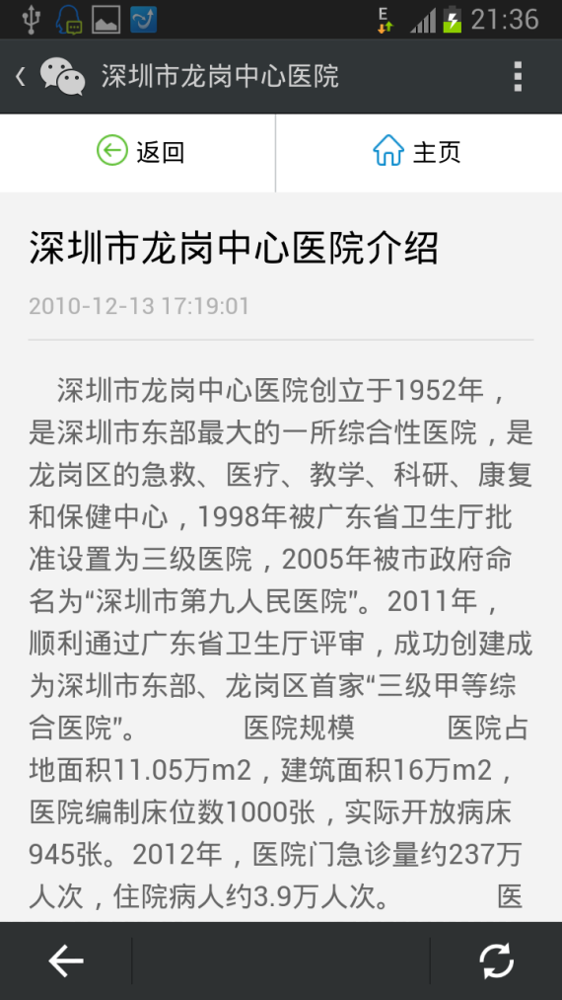 E
21:36
深圳市龙岗中心医院
返回
主页
深圳市龙岗中心医院介绍
2010-12-13 17:19:01
深圳市龙岗中心医院创立于1952年，
是深圳市东部最大的一所综合性医院，是
龙岗区的急救、医疗、教学、科研、康复
和保健中心，1998年被广东省卫生厅批
准设置为三级医院，2005年被市政府命
名为“深圳市第九人民医院”。2011年，
顺利通过广东省卫生厅评审，成功创建成
为深圳市东部、龙岗区首家“三级甲等综
合医院”。 医院规模 医院占
地面积11.05万m2，建筑面积16万m2，
医院编制床位数1000张，实际开放病床
945张。2012年，医院门急诊量约237万
人次，住院病人约3.9万人次。 医